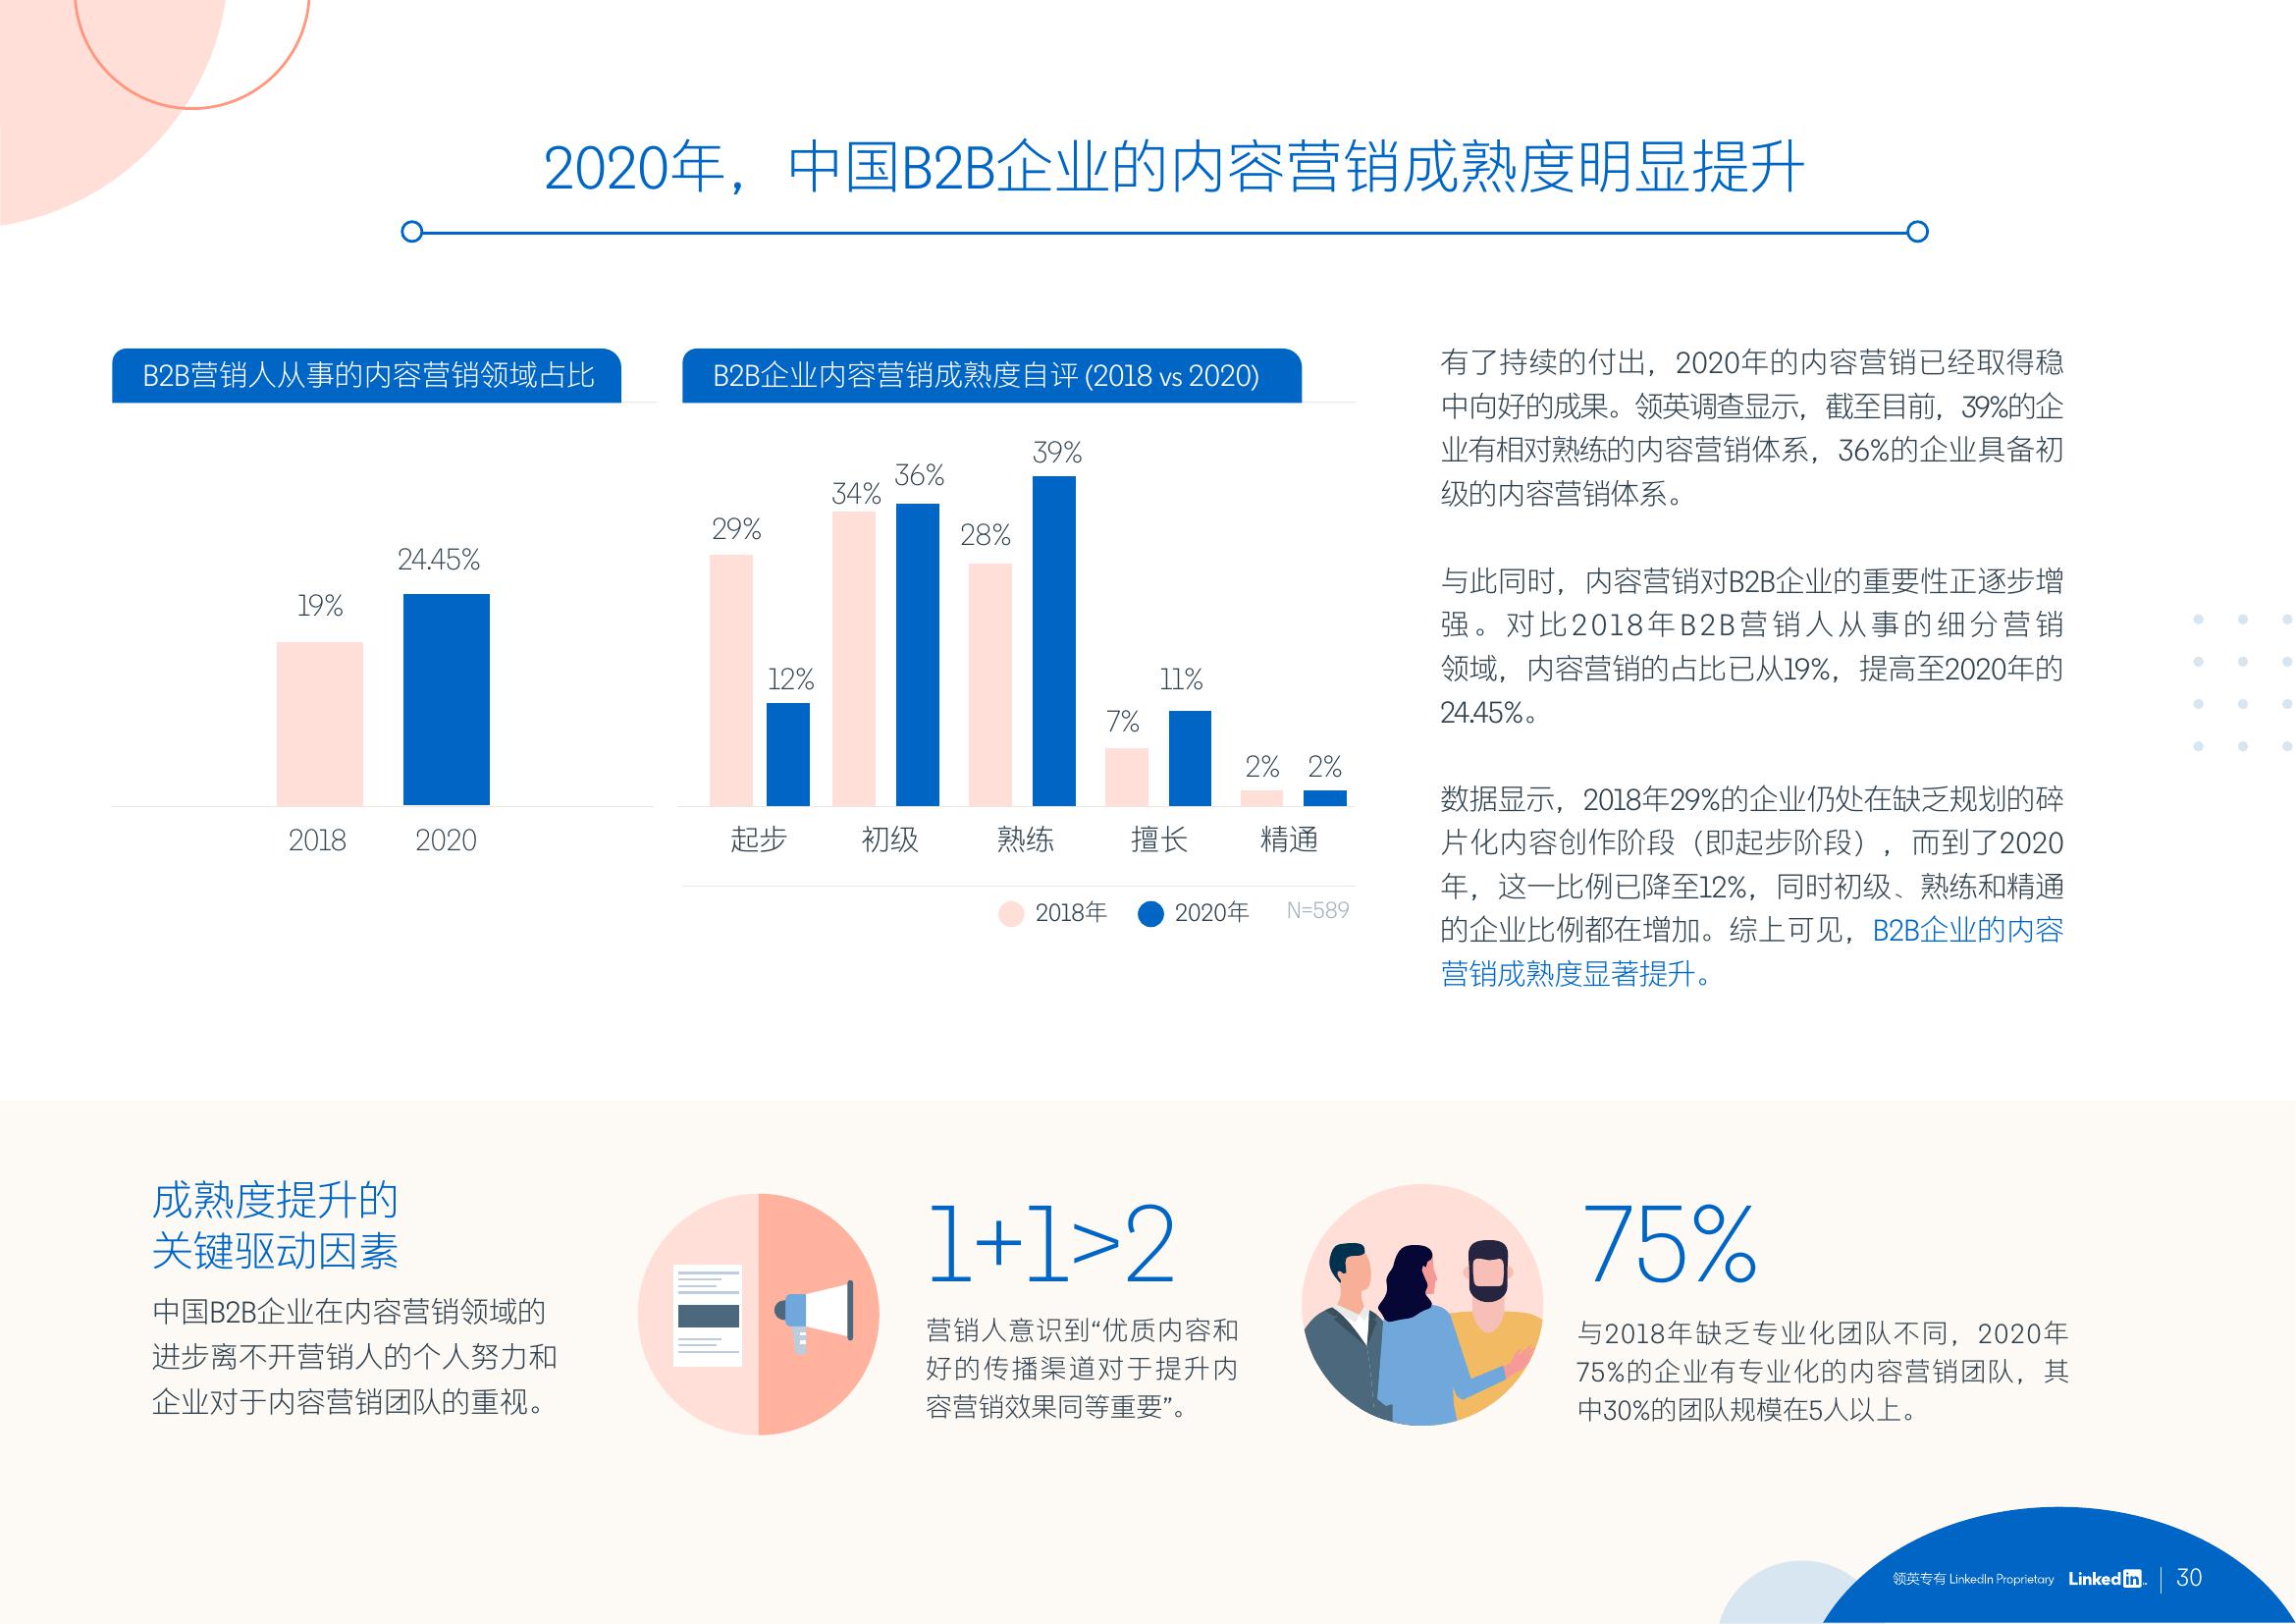 2020年，中国B2B企业的内容营销成熟度明显提升
B2B营销人从事的内容营销领域占比
19%
24.45%
2018
2020
B2B企业内容营销成熟度自评 (2018 vs 2020)
29%
12%
34%
36%
28%
39%
7%
11%
2%
2%
起步
初级
熟练
擅长
精通
2018年
2020年
N=589
有了持续的付出，2020年的内容营销已经取得稳
中向好的成果。领英调查显示，截至目前，39%的企
业有相对熟练的内容营销体系，36%的企业具备初
级的内容营销体系。
与此同时，内容营销对B2B企业的重要性正逐步增
强。对比2018年B2B营销人从事的细分营销
领域，内容营销的占比已从19%，提高至2020年的
24.45%。
数据显示，2018年29%的企业仍处在缺乏规划的碎
片化内容创作阶段（即起步阶段），而到了2020
年，这一比例已降至12%，同时初级、熟练和精通
的企业比例都在增加。综上可见，B2B企业的内容
营销成熟度显著提升。
成熟度提升的
关键驱动因素
中国B2B企业在内容营销领域的
进步离不开营销人的个人努力和
企业对于内容营销团队的重视。
1+1>2
营销人意识到“优质内容和
好的传播渠道对于提升内
容营销效果同等重要”。
75%
与2018年缺乏专业化团队不同，2020年
75%的企业有专业化的内容营销团队，其
中30%的团队规模在5人以上。
领英专有 LinkedIn Proprietary
LinkedIn
30